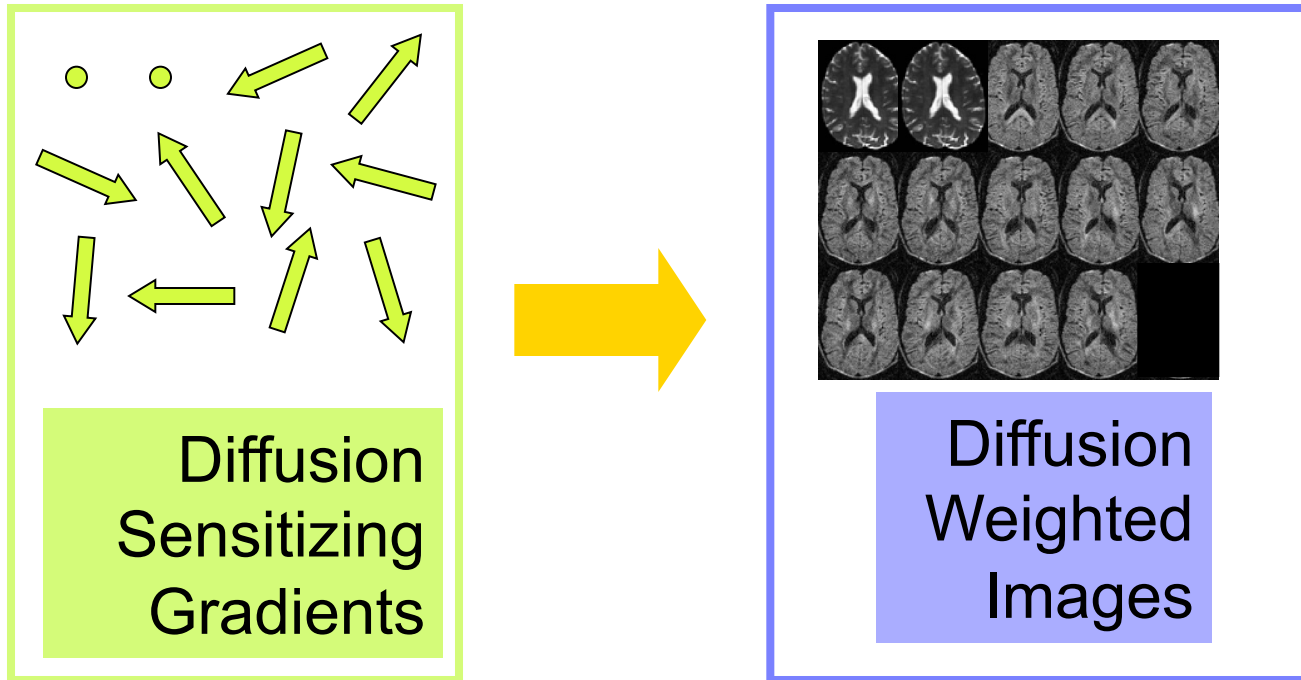 Diffusion
Sensitizing
Gradients
Diffusion
Weighted
Images